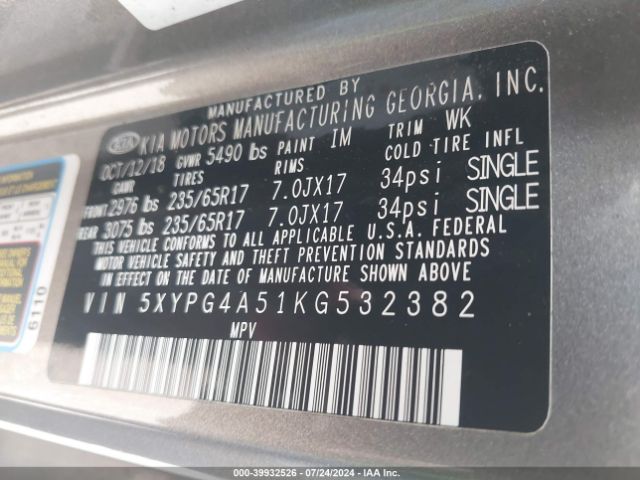 MANUFACTURED BY
KIA KIA MOTORS MANUFACTURING GEORGIA, INC.
OCT/12/18 GVWR 5490 lbs PAINT IM TRIM WK
GAWR TIRES RIMS COLD TIRE INFL
FRONT 2976 lbs 235/65R17 7.0JX17 34psi SINGLE
REAR 3075 lbs 235/65R17 7.0JX17 34psi SINGLE
THIS VEHICLE CONFORMS TO ALL APPLICABLE U.S.A. FEDERAL
MOTOR VEHICLE SAFETY AND THEFT PREVENTION STANDARDS
IN EFFECT ON THE DATE OF MANUFACTURE SHOWN ABOVE
VIN 5XYPG4A51KG532382
MPV
6110
CONNECT - 39932526 - 07/24/2024 - IAA Inc.